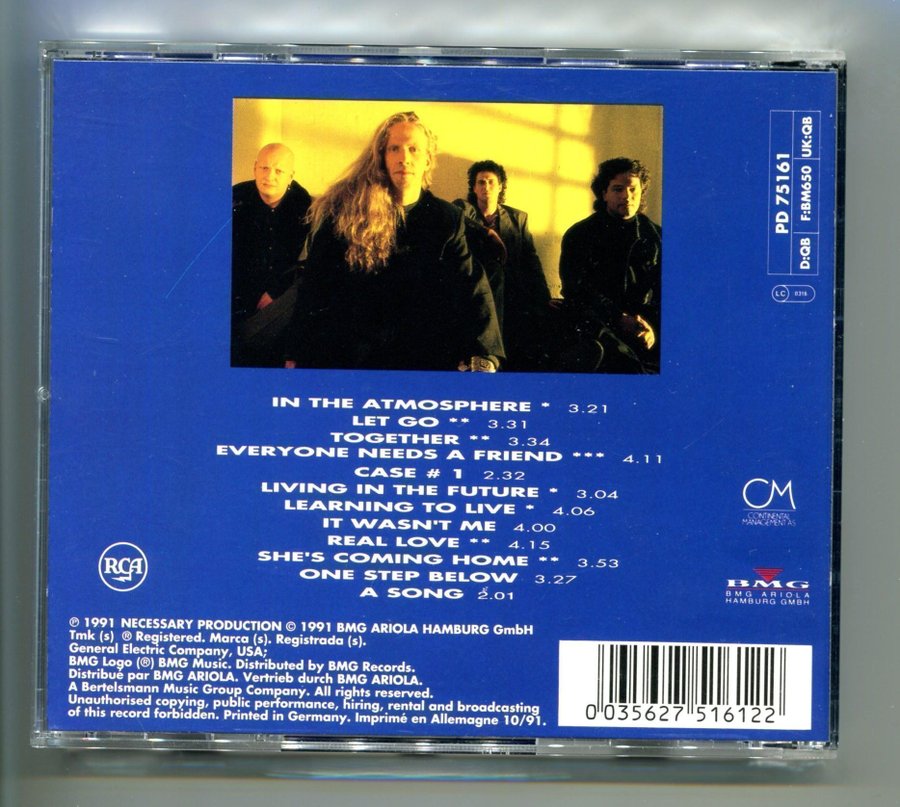 PD 75161
D:QB F:BM650 UK:QB
LC 0316
IN THE ATMOSPHERE * 3.21
LET GO ** 3.31
TOGETHER ** 3.34
EVERYONE NEEDS A FRIEND *** 4.11
CASE # 1 2.32
LIVING IN THE FUTURE * 3.04
LEARNING TO LIVE * 4.06
IT WASN'T ME 4.00
REAL LOVE ** 4.15
SHE'S COMING HOME ** 3.53
ONE STEP BELOW 3.27
A SONG 2.01
CM
CONTINENTAL
MANAGEMENT AS
RCA
BMG
BMG ARIOLA
HAMBURG GMBH
℗ 1991 NECESSARY PRODUCTION © 1991 BMG ARIOLA HAMBURG GmbH
Tmk (s) ® Registered. Marca (s). Registrada (s).
General Electric Company, USA;
BMG Logo (®) BMG Music. Distributed by BMG Records.
Distribué par BMG ARIOLA. Vertrieb durch BMG ARIOLA.
A Bertelsmann Music Group Company. All rights reserved.
Unauthorised copying, public performance, hiring, rental and broadcasting
of this record forbidden. Printed in Germany. Imprimé en Allemagne 10/91.
0 035627 516122